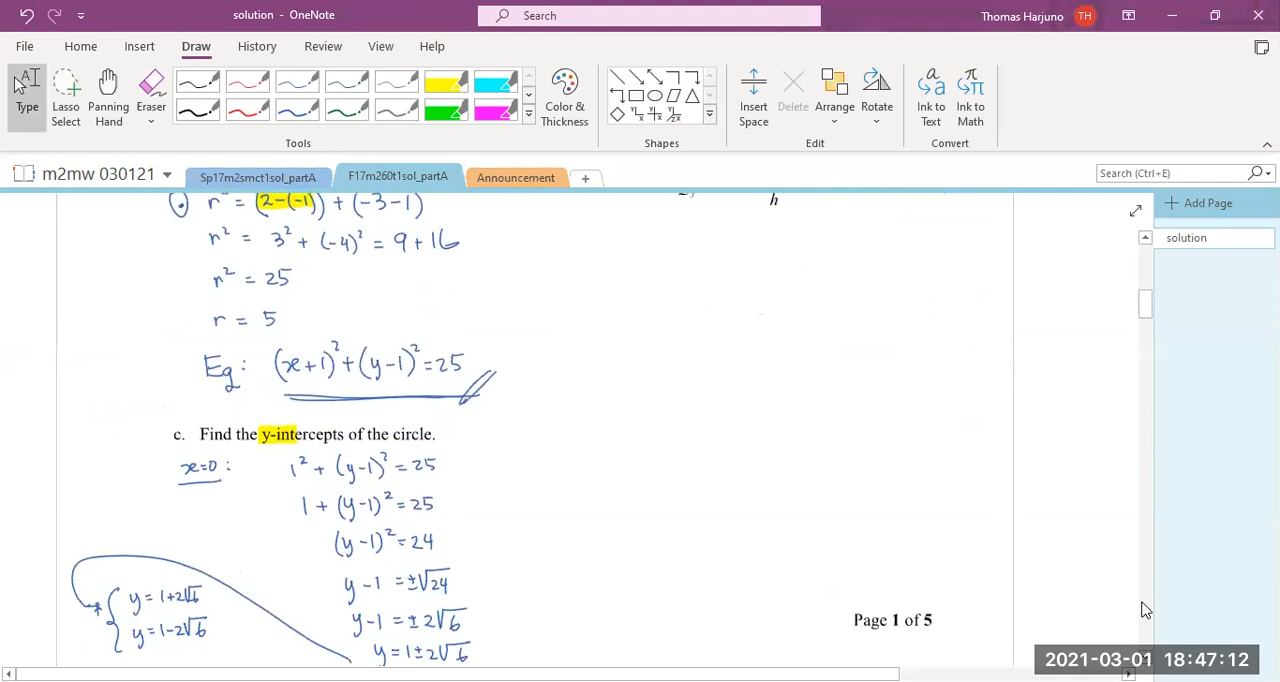 solution - OneNote
Search
Thomas Harjuno TH
File Home Insert Draw History Review View Help
Type
Lasso Select
Panning Hand
Eraser
Color & Thickness
Insert Space
Delete
Arrange
Rotate
Ink to Text
Ink to Math
Tools
Shapes
Edit
Convert
m2mw 030121
Sp17m2smct1sol_partA
F17m260t1solm_partA
Announcement
Search (Ctrl+E)
Add Page
solution
r = (2-(-1)) + (-3-1)
h
r² = 3² + (-4)² = 9 + 16
r² = 25
r = 5
Eq: (x+1)² + (y-1)² = 25
c. Find the y-intercepts of the circle.
x=0: 1² + (y-1)² = 25
1 + (y-1)² = 25
(y-1)² = 24
y-1 = ±√24
y-1 = ±2√6
y = 1±2√6
y = 1+2√6
y = 1-2√6
Page 1 of 5
2021-03-01 18:47:12